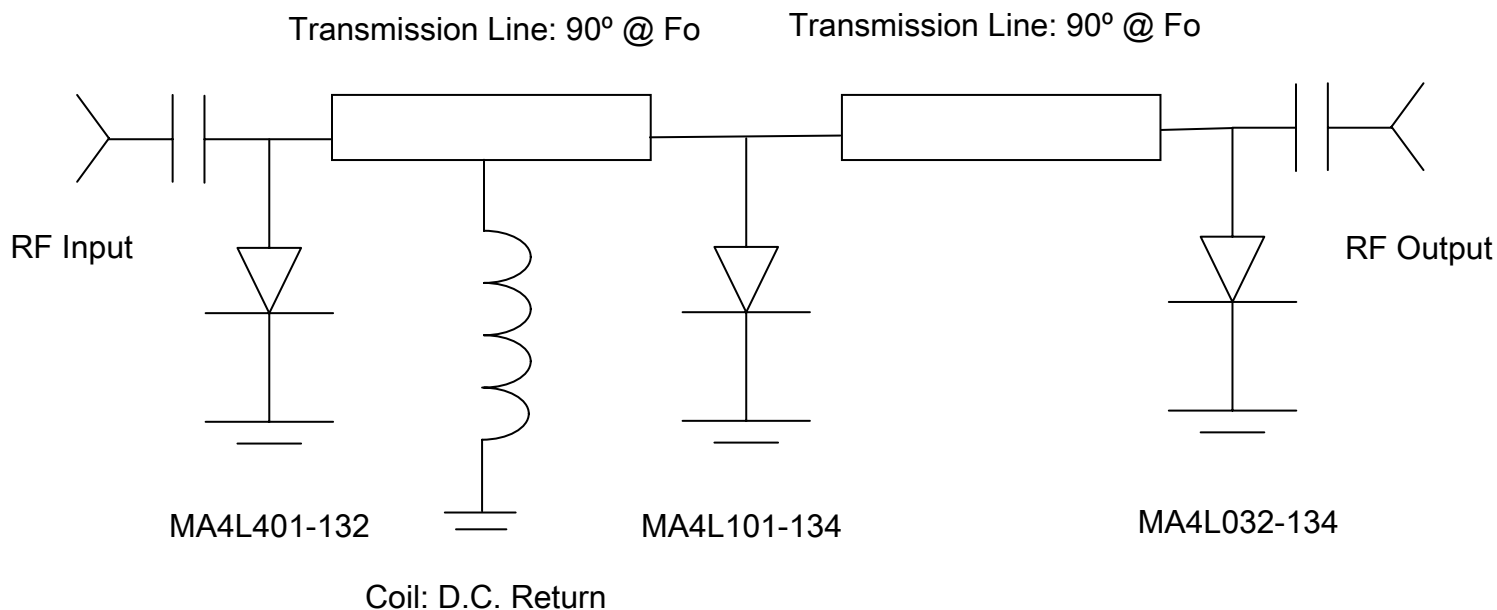 Transmission Line: 90º @ Fo
Transmission Line: 90º @ Fo
RF Input
RF Output
MA4L401-132
MA4L101-134
MA4L032-134
Coil: D.C. Return